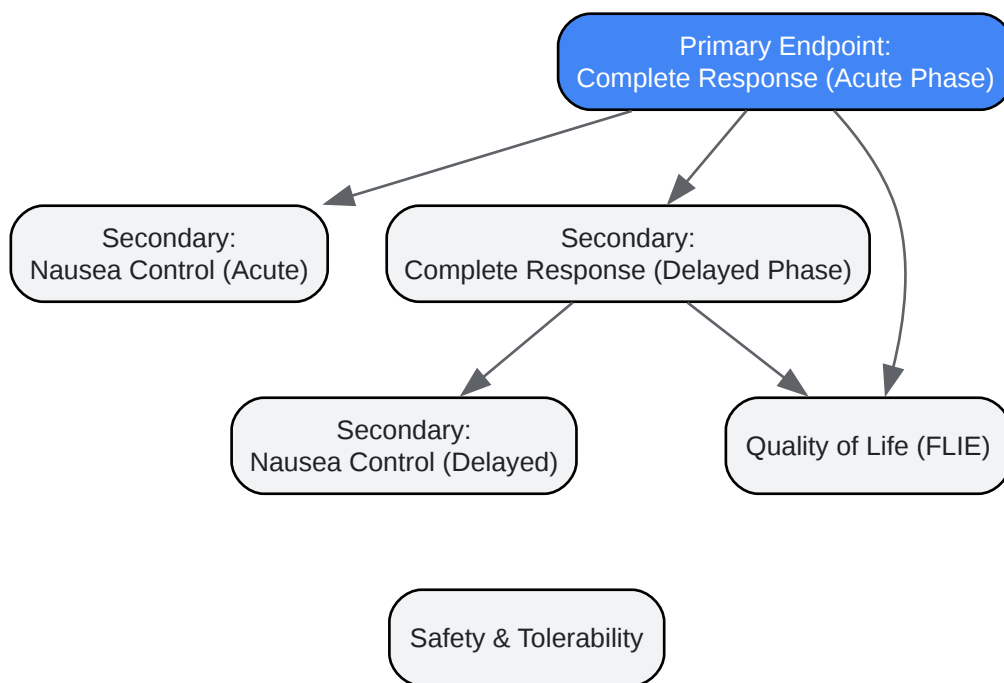 Primary Endpoint:
Complete Response (Acute Phase)
Secondary:
Nausea Control (Acute)
Secondary:
Complete Response (Delayed Phase)
Secondary:
Nausea Control (Delayed)
Quality of Life (FLIE)
Safety & Tolerability